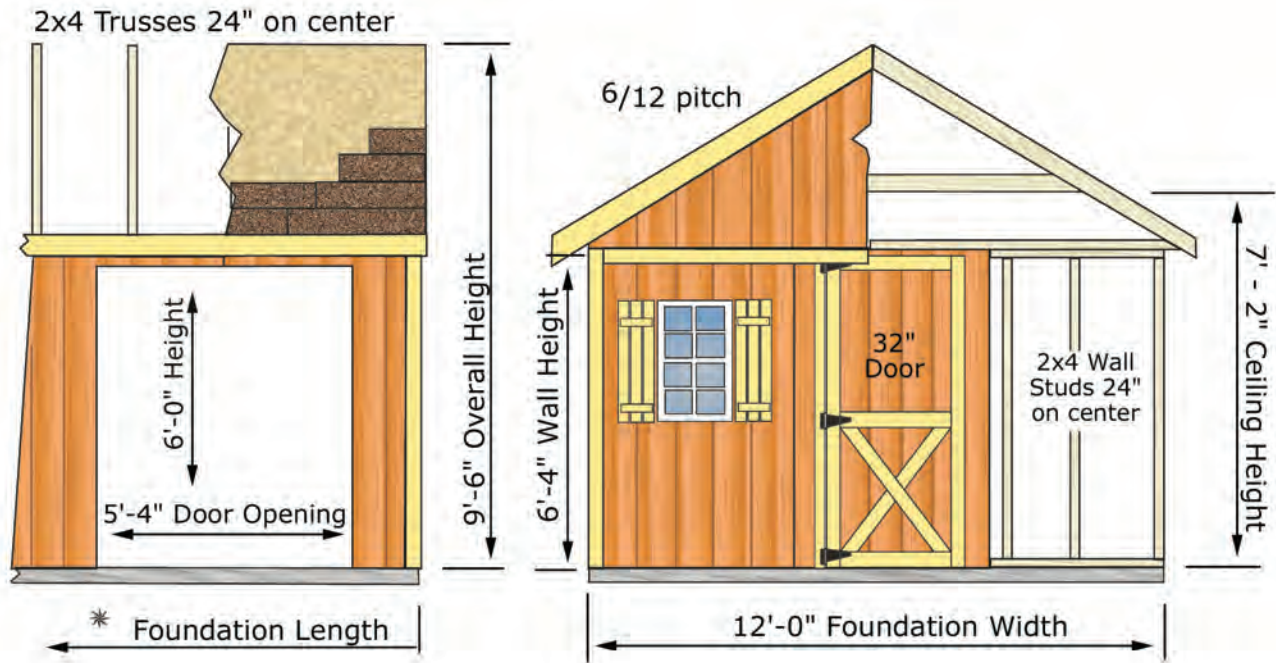 2x4 Trusses 24" on center
6'-0" Height
5'-4" Door Opening
9'-6" Overall Height
* Foundation Length
6/12 pitch
6'-4" Wall Height
32"
Door
2x4 Wall
Studs 24"
on center
7' - 2" Ceiling Height
12'-0" Foundation Width